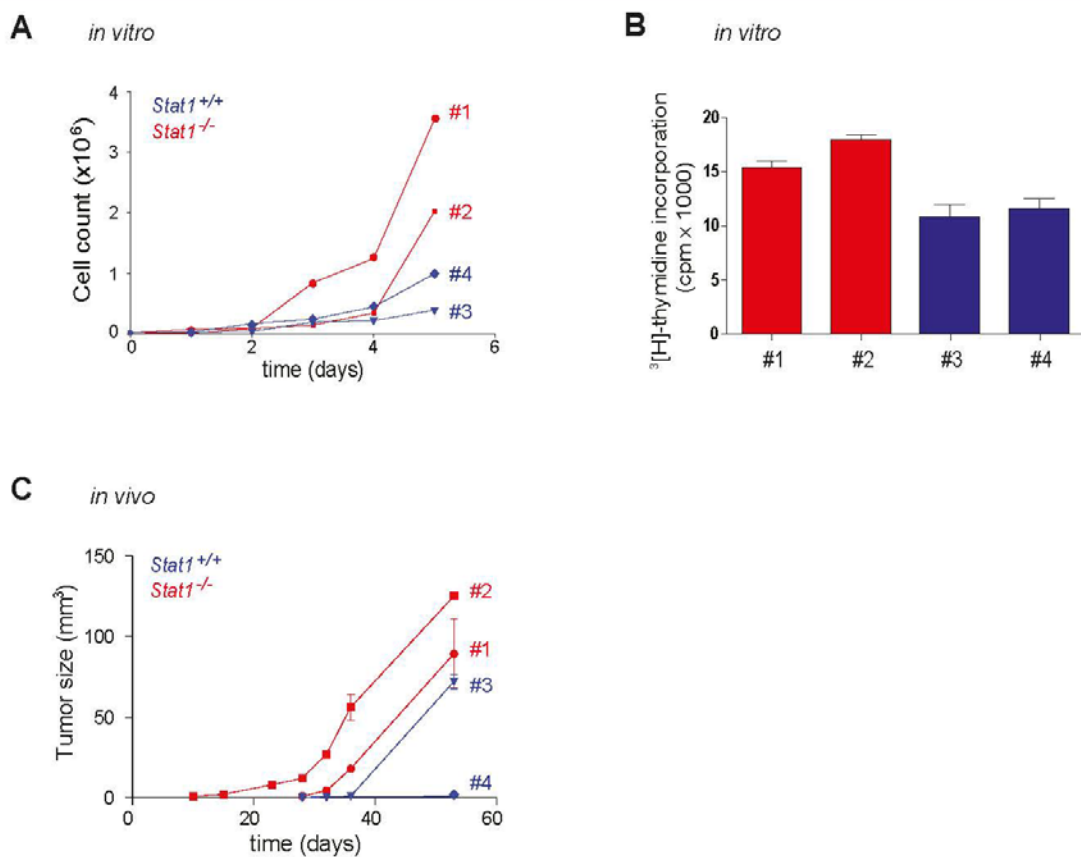 A in vitro
Stat1+/+
Stat1-/-
Cell count (x10⁶)
4
3
2
1
0
#1
#2
#4
#3
0 2 4 6
time (days)
B in vitro
³[H]-thymidine incorporation
(cpm × 1000)
20
15
10
5
0
#1 #2 #3 #4
C in vivo
Stat1+/+
Stat1-/-
Tumor size (mm³)
150
100
50
0
#2
#1
#3
#4
0 20 40 60
time (days)